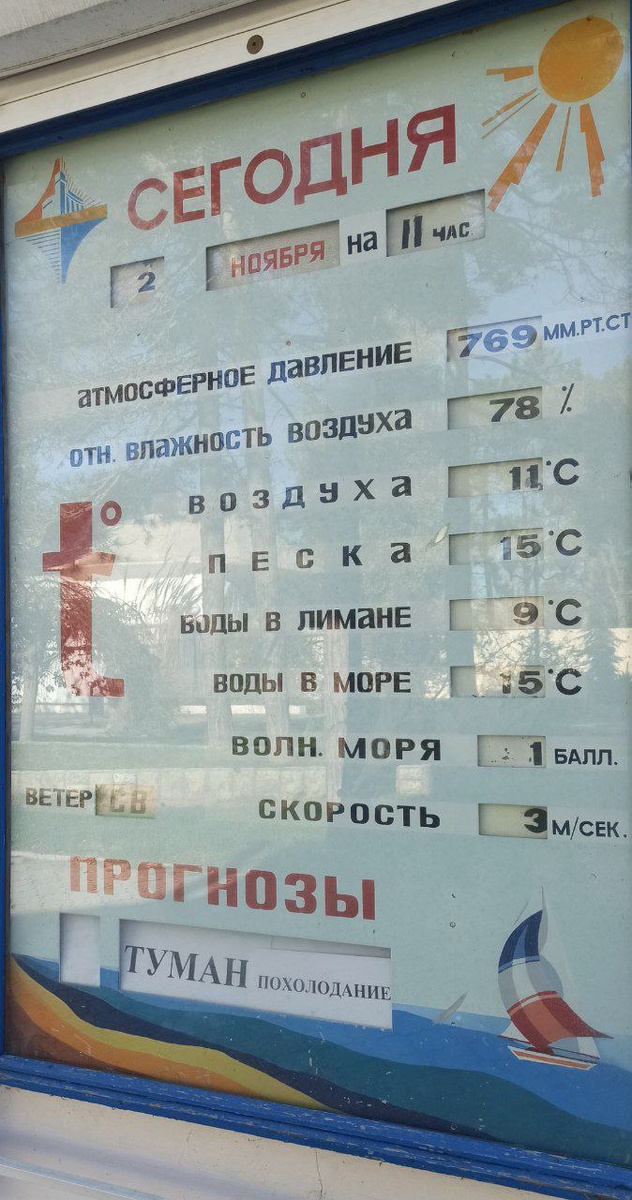 СЕГОДНЯ
2 НОЯБРЯ на 11 ЧАС
атмосферное давление 769 ММ.РТ.СТ
отн. влажность воздуха 78 %
воздуха 11 °С
t° песка 15 °С
воды в лимане 9 °С
воды в море 15 °С
ВОЛН. МОРЯ 1 БАЛЛ.
ВЕТЕР СВ СКОРОСТЬ 3 М/СЕК.
ПРОГНОЗЫ
ТУМАН ПОХОЛОДАНИЕ